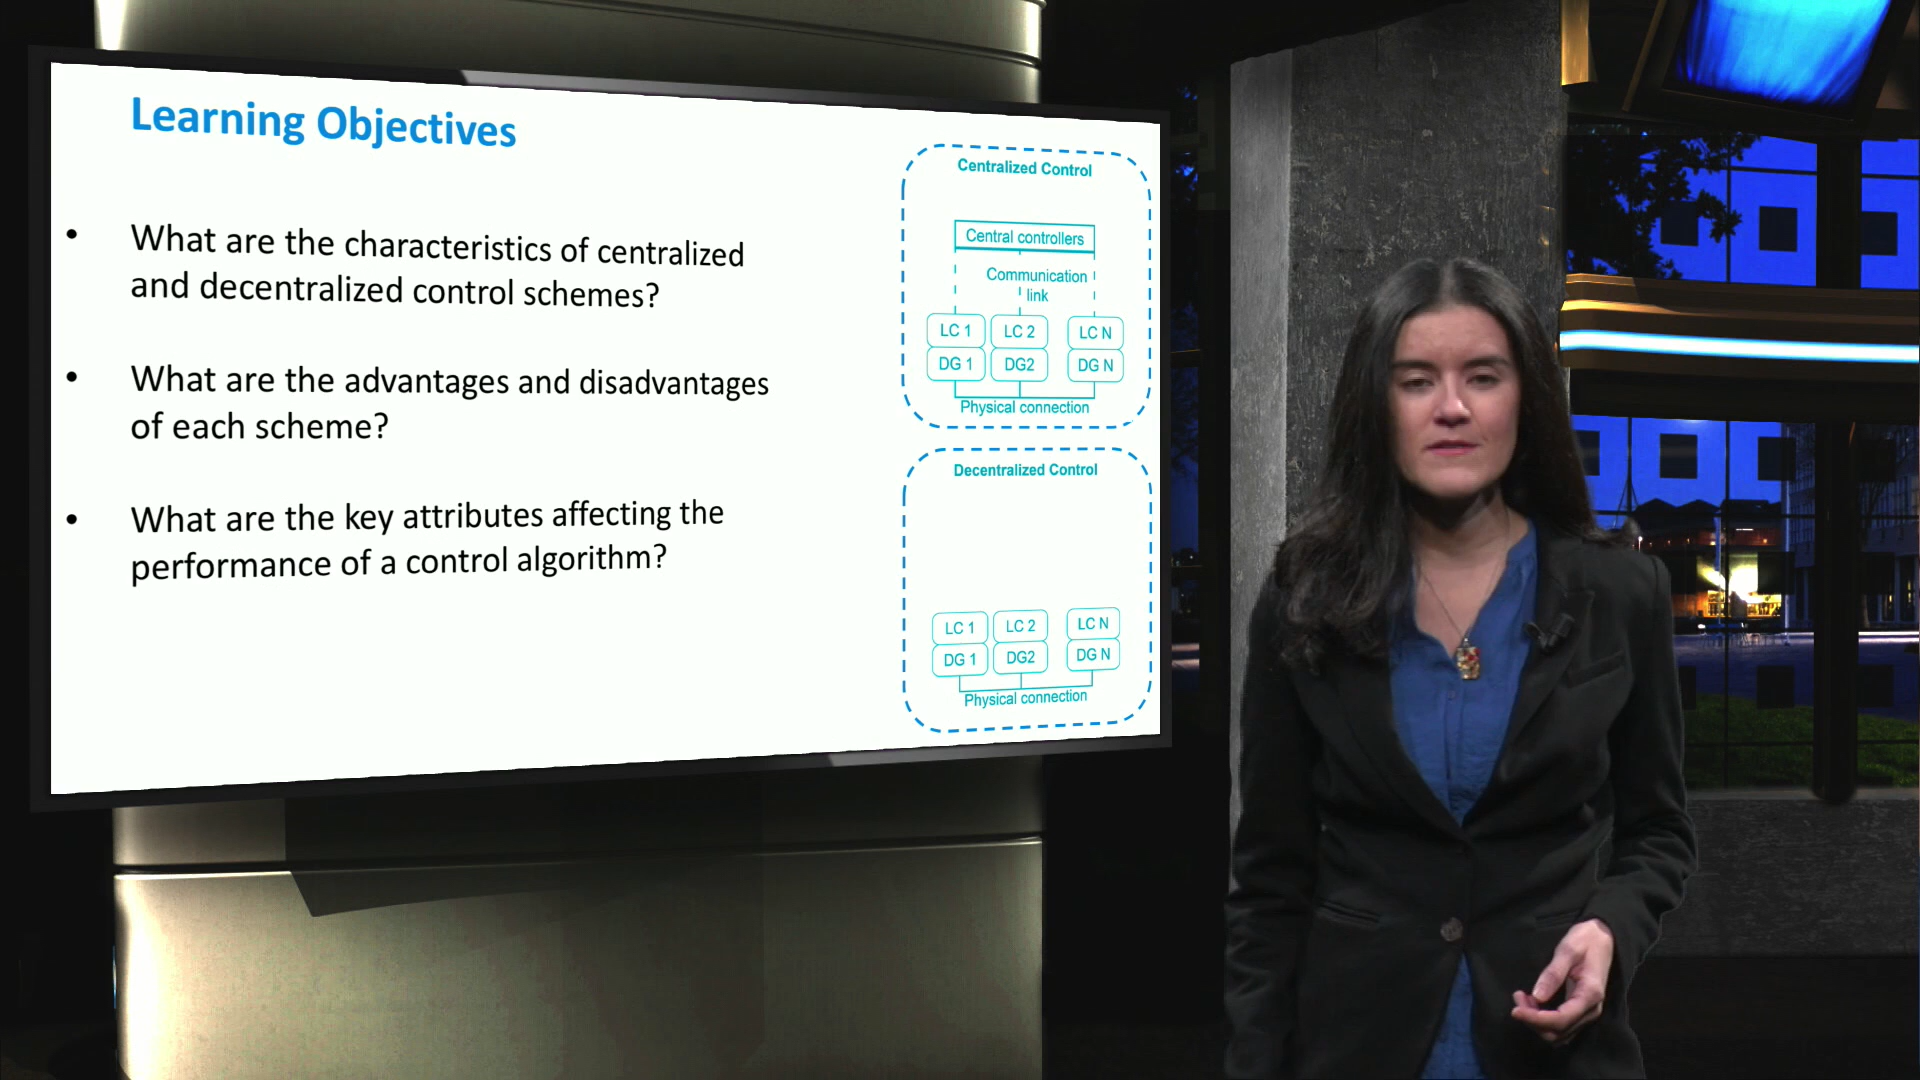 Learning Objectives
• What are the characteristics of centralized
and decentralized control schemes?
• What are the advantages and disadvantages
of each scheme?
• What are the key attributes affecting the
performance of a control algorithm?
Centralized Control
Central controllers
Communication
link
LC 1 LC 2 LC N
DG 1 DG2 DG N
Physical connection
Decentralized Control
LC 1 LC 2 LC N
DG 1 DG2 DG N
Physical connection